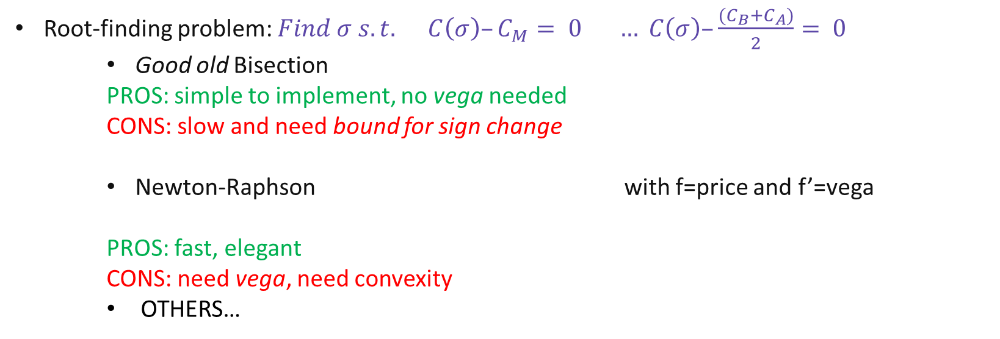 • Root-finding problem: Find σ s.t. C(σ)– C_M = 0 … C(σ)–(C_B+C_A)/2 = 0
• Good old Bisection
PROS: simple to implement, no vega needed
CONS: slow and need bound for sign change
• Newton-Raphson with f=price and f’=vega
PROS: fast, elegant
CONS: need vega, need convexity
• OTHERS…